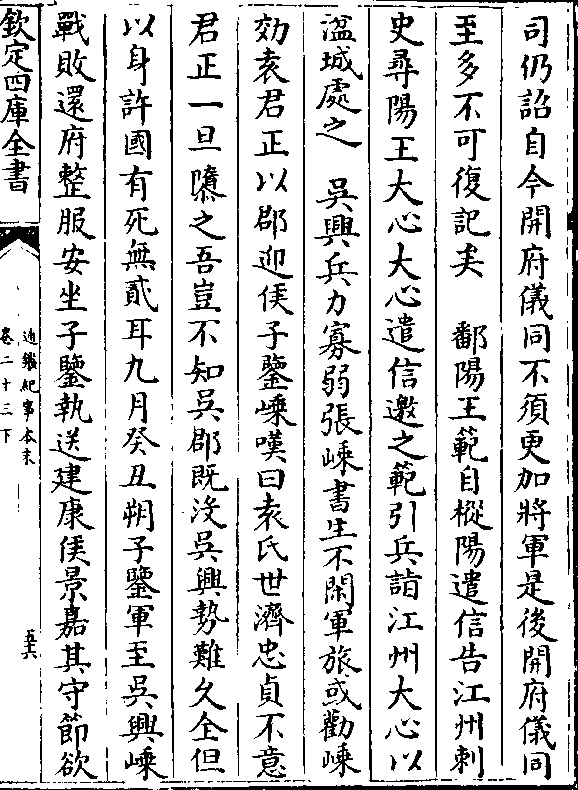 司仍詔自今開府儀同不須更加將軍是後開府儀同
至多不可復記矣　鄱陽王範自樅陽遣信告江州刺
史尋陽王大心大心遣信邀之範引兵詣江州大心以
湓城處之　吳興兵力寡弱張嵊書生不閑軍旅或勸嵊
効袁君正以郡迎侯子鑒嵊嘆曰袁氏世濟忠貞不意
君正一旦隳之吾豈不知吳郡既没吳興勢難久全但
以身許國有死無貳耳九月癸丑朔子鑒軍至吳興嵊
戰敗還府整服安坐子鑒執送建康侯景嘉其守節欲
欽定四庫全書
通鑑紀事本末
卷二十三下
五六